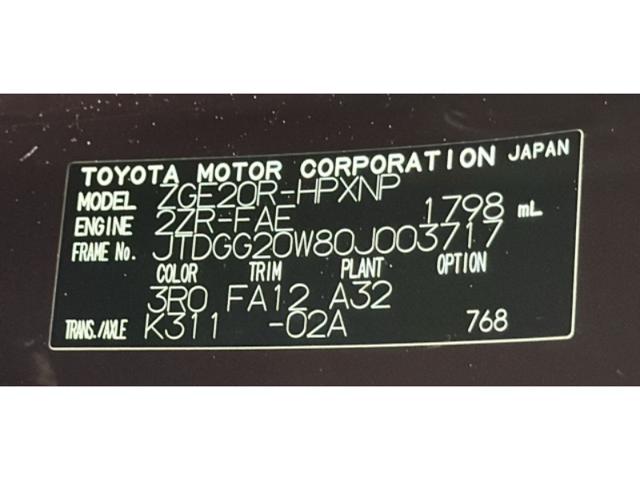 TOYOTA MOTOR CORPORATION JAPAN
MODEL ZGE20R-HPXNP
ENGINE 2ZR-FAE 1798 mL
FRAME No. JTDGG20W80J003717
COLOR TRIM PLANT OPTION
3R0 FA12 A32
TRANS./AXLE K311 -02A 768